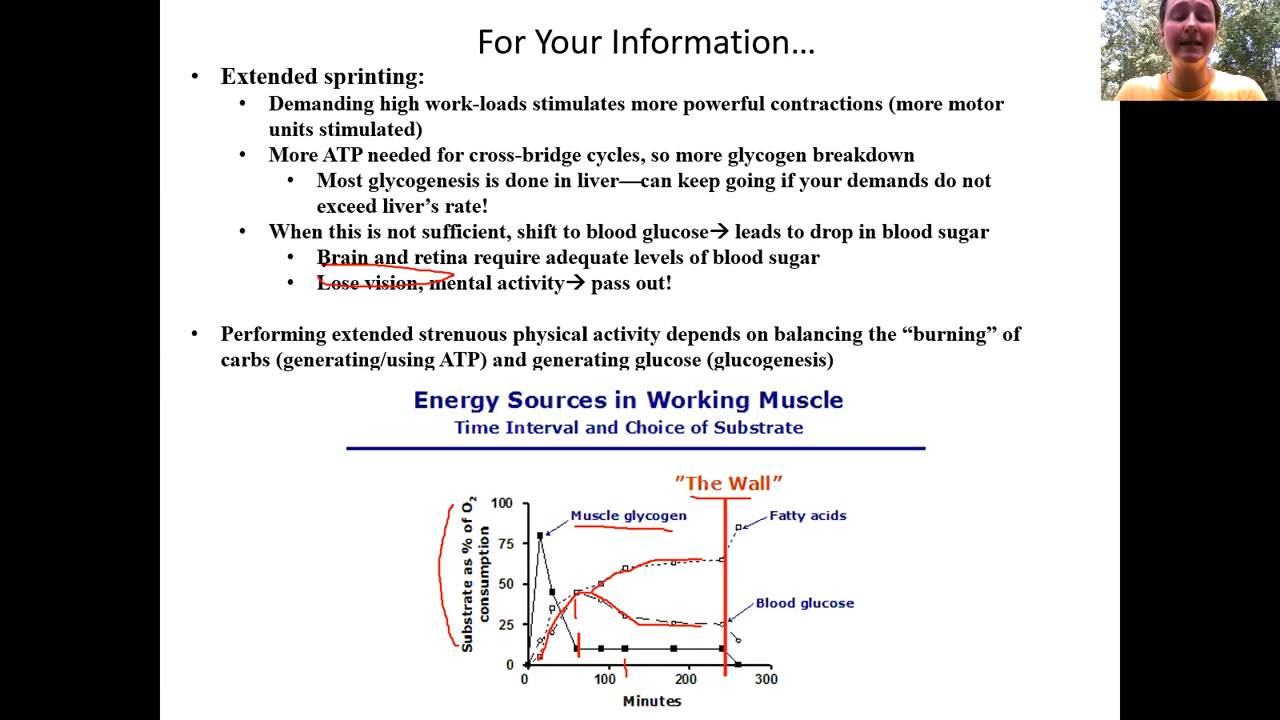 For Your Information...
• Extended sprinting:
• Demanding high work-loads stimulates more powerful contractions (more motor
units stimulated)
• More ATP needed for cross-bridge cycles, so more glycogen breakdown
• Most glycogenesis is done in liver—can keep going if your demands do not
exceed liver's rate!
• When this is not sufficient, shift to blood glucose→ leads to drop in blood sugar
• Brain and retina require adequate levels of blood sugar
• Lose vision, mental activity→ pass out!
• Performing extended strenuous physical activity depends on balancing the “burning” of
carbs (generating/using ATP) and generating glucose (glucogenesis)
Energy Sources in Working Muscle
Time Interval and Choice of Substrate
"The Wall"
Substrate as % of O₂
consumption
100
75
50
25
0
Muscle glycogen
Fatty acids
Blood glucose
0 100 200 300
Minutes